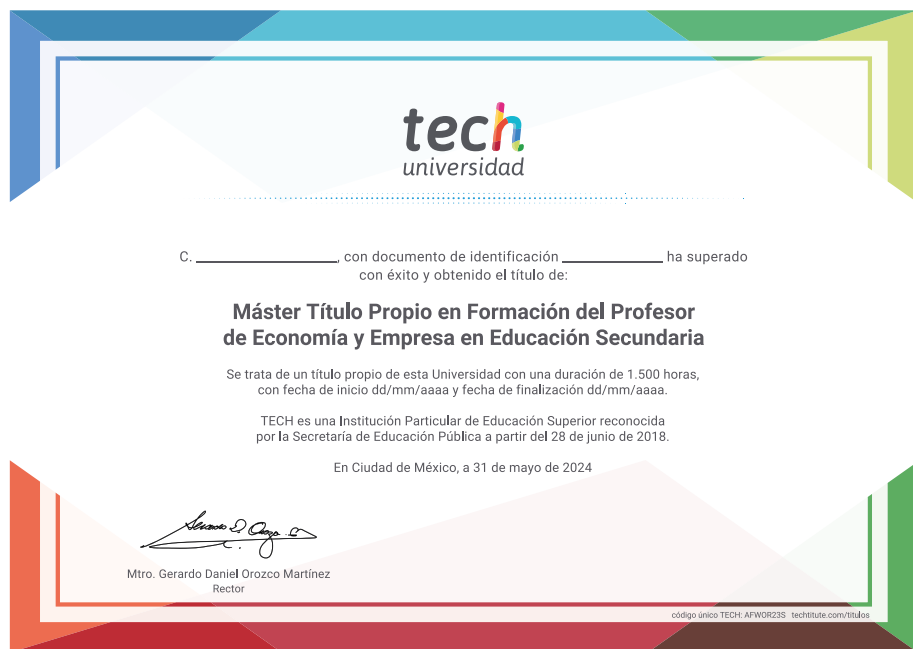 tech
universidad
C. ____________________, con documento de identificación ______________ ha superado
con éxito y obtenido el título de:
Máster Título Propio en Formación del Profesor
de Economía y Empresa en Educación Secundaria
Se trata de un título propio de esta Universidad con una duración de 1.500 horas,
con fecha de inicio dd/mm/aaaa y fecha de finalización dd/mm/aaaa.
TECH es una Institución Particular de Educación Superior reconocida
por la Secretaría de Educación Pública a partir del 28 de junio de 2018.
En Ciudad de México, a 31 de mayo de 2024
Mtro. Gerardo Daniel Orozco Martínez
Rector
código único TECH: AFWOR23S techtitute.com/titulos